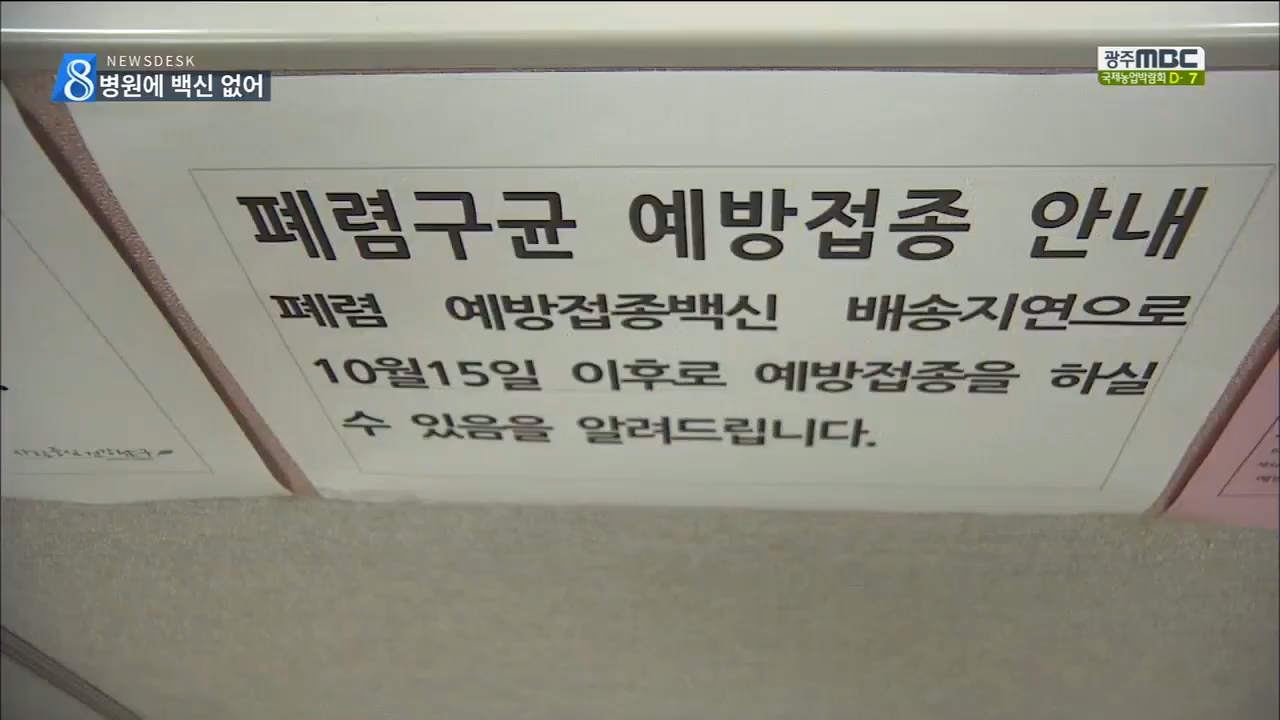 NEWSDESK
8 병원에 백신 없어
광주MBC
국제농업박람회 D-7
폐렴구균 예방접종 안내
폐렴 예방접종백신 배송지연으로
10월15일 이후로 예방접종을 하실
수 있음을 알려드립니다.